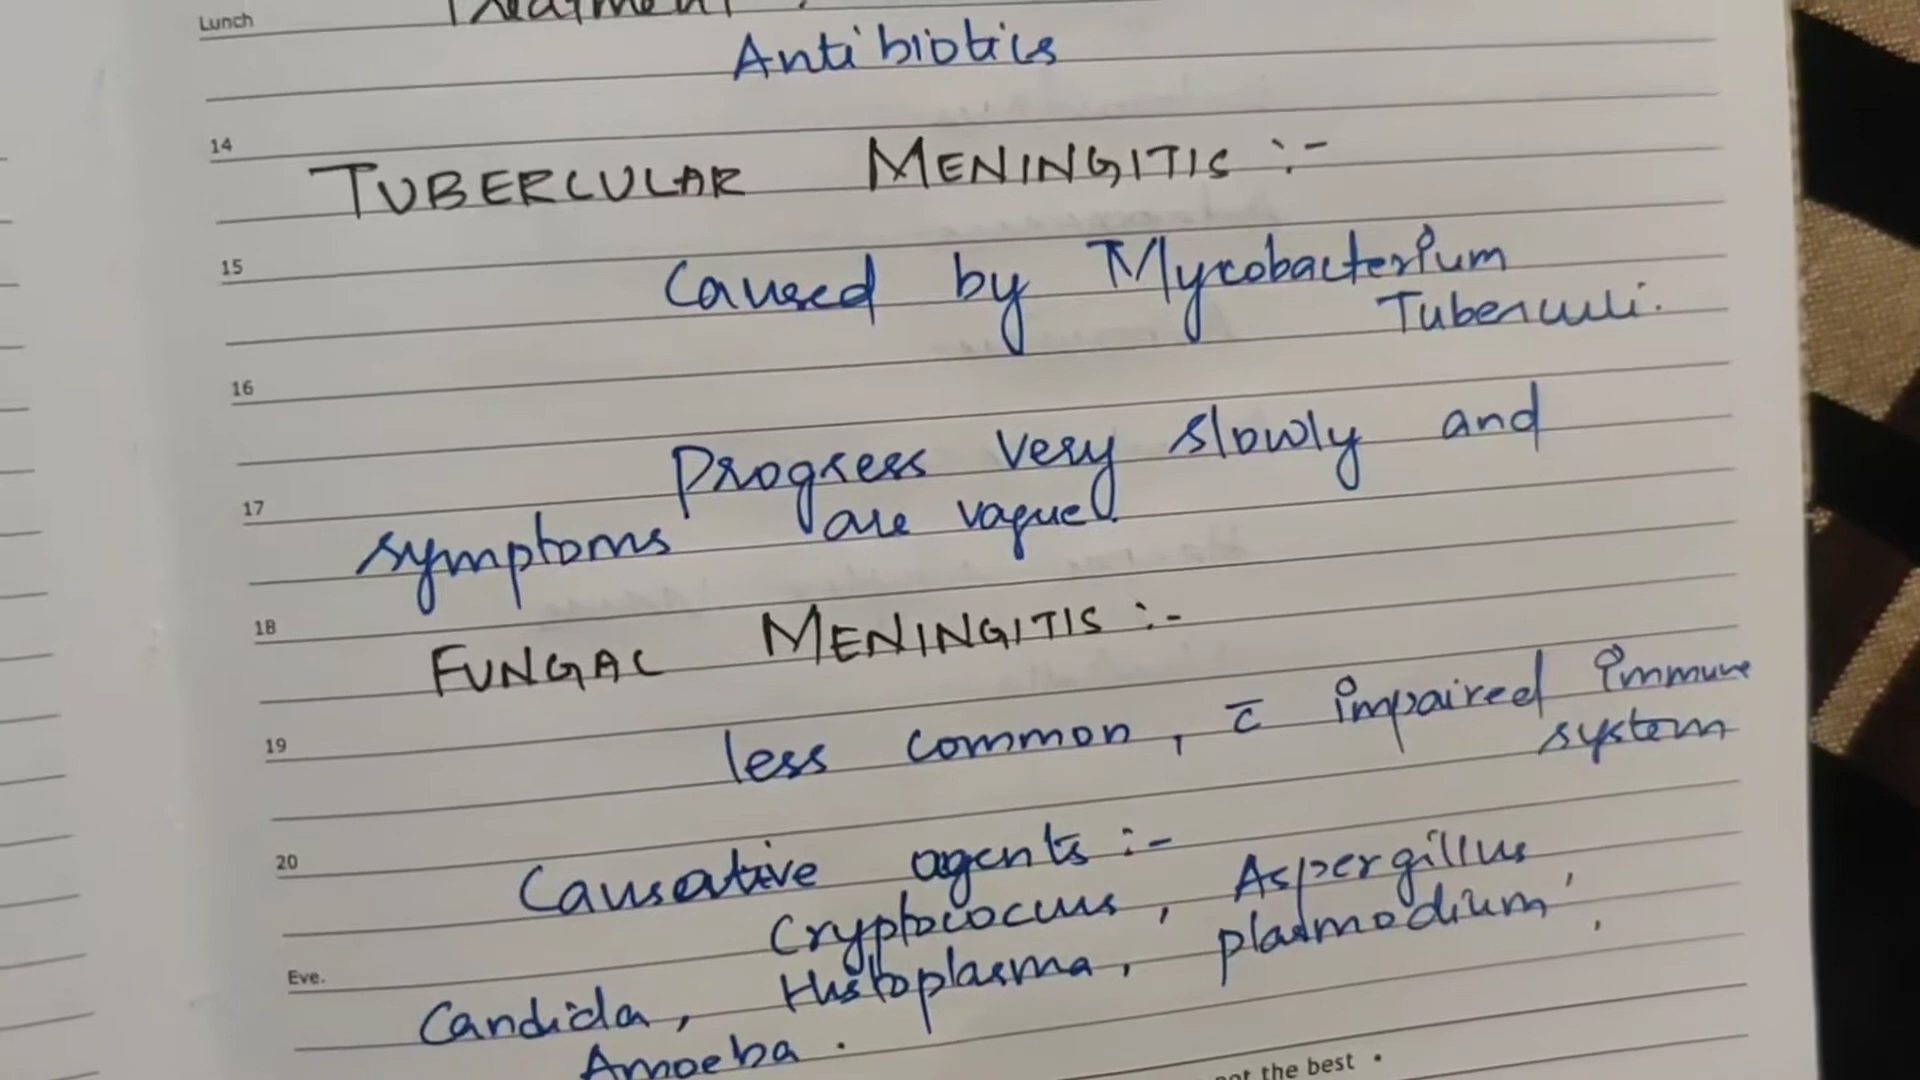 Lunch Treatment :
Antibiotics
14
TUBERCULAR MENINGITIS :-
15
Caused by Mycobacterium
Tuberculi.
16
Progress very slowly and
17
symptoms are vague.
18
FUNGAL MENINGITIS :-
19
less common, c̄ impaired immune
system
20
Causative agents :-
Cryptococcus, Aspergillus,
Eve.
Candida, Histoplasma, plasmodium,
Amoeba.
not the best •